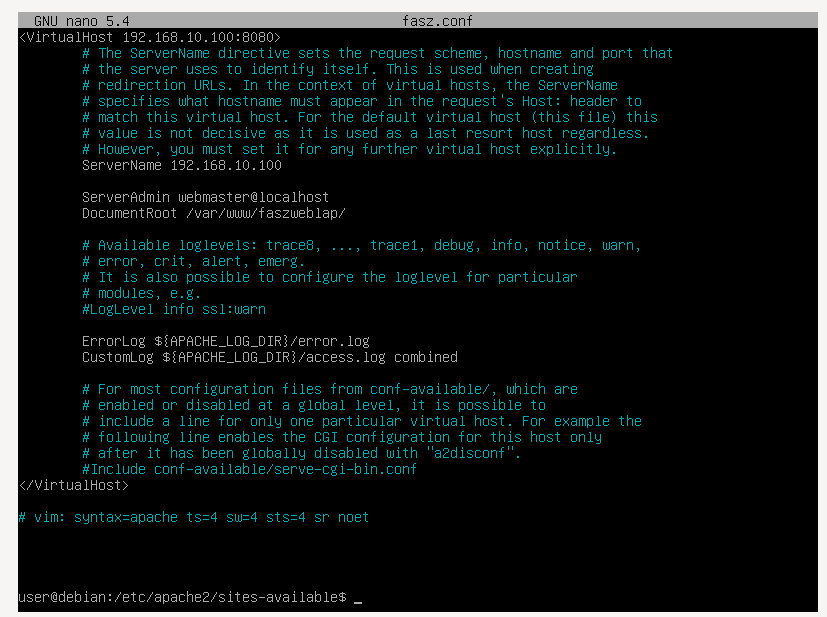 GNU nano 5.4 fasz.conf
<VirtualHost 192.168.10.100:8080>
# The ServerName directive sets the request scheme, hostname and port that
# the server uses to identify itself. This is used when creating
# redirection URLs. In the context of virtual hosts, the ServerName
# specifies what hostname must appear in the request's Host: header to
# match this virtual host. For the default virtual host (this file) this
# value is not decisive as it is used as a last resort host regardless.
# However, you must set it for any further virtual host explicitly.
ServerName 192.168.10.100
ServerAdmin webmaster@localhost
DocumentRoot /var/www/faszweblap/
# Available loglevels: trace8, ..., trace1, debug, info, notice, warn,
# error, crit, alert, emerg.
# It is also possible to configure the loglevel for particular
# modules, e.g.
#LogLevel info ssl:warn
ErrorLog ${APACHE_LOG_DIR}/error.log
CustomLog ${APACHE_LOG_DIR}/access.log combined
# For most configuration files from conf-available/, which are
# enabled or disabled at a global level, it is possible to
# include a line for only one particular virtual host. For example the
# following line enables the CGI configuration for this host only
# after it has been globally disabled with "a2disconf".
#Include conf-available/serve-cgi-bin.conf
</VirtualHost>
# vim: syntax=apache ts=4 sw=4 sts=4 sr noet
user@debian:/etc/apache2/sites-available$ _